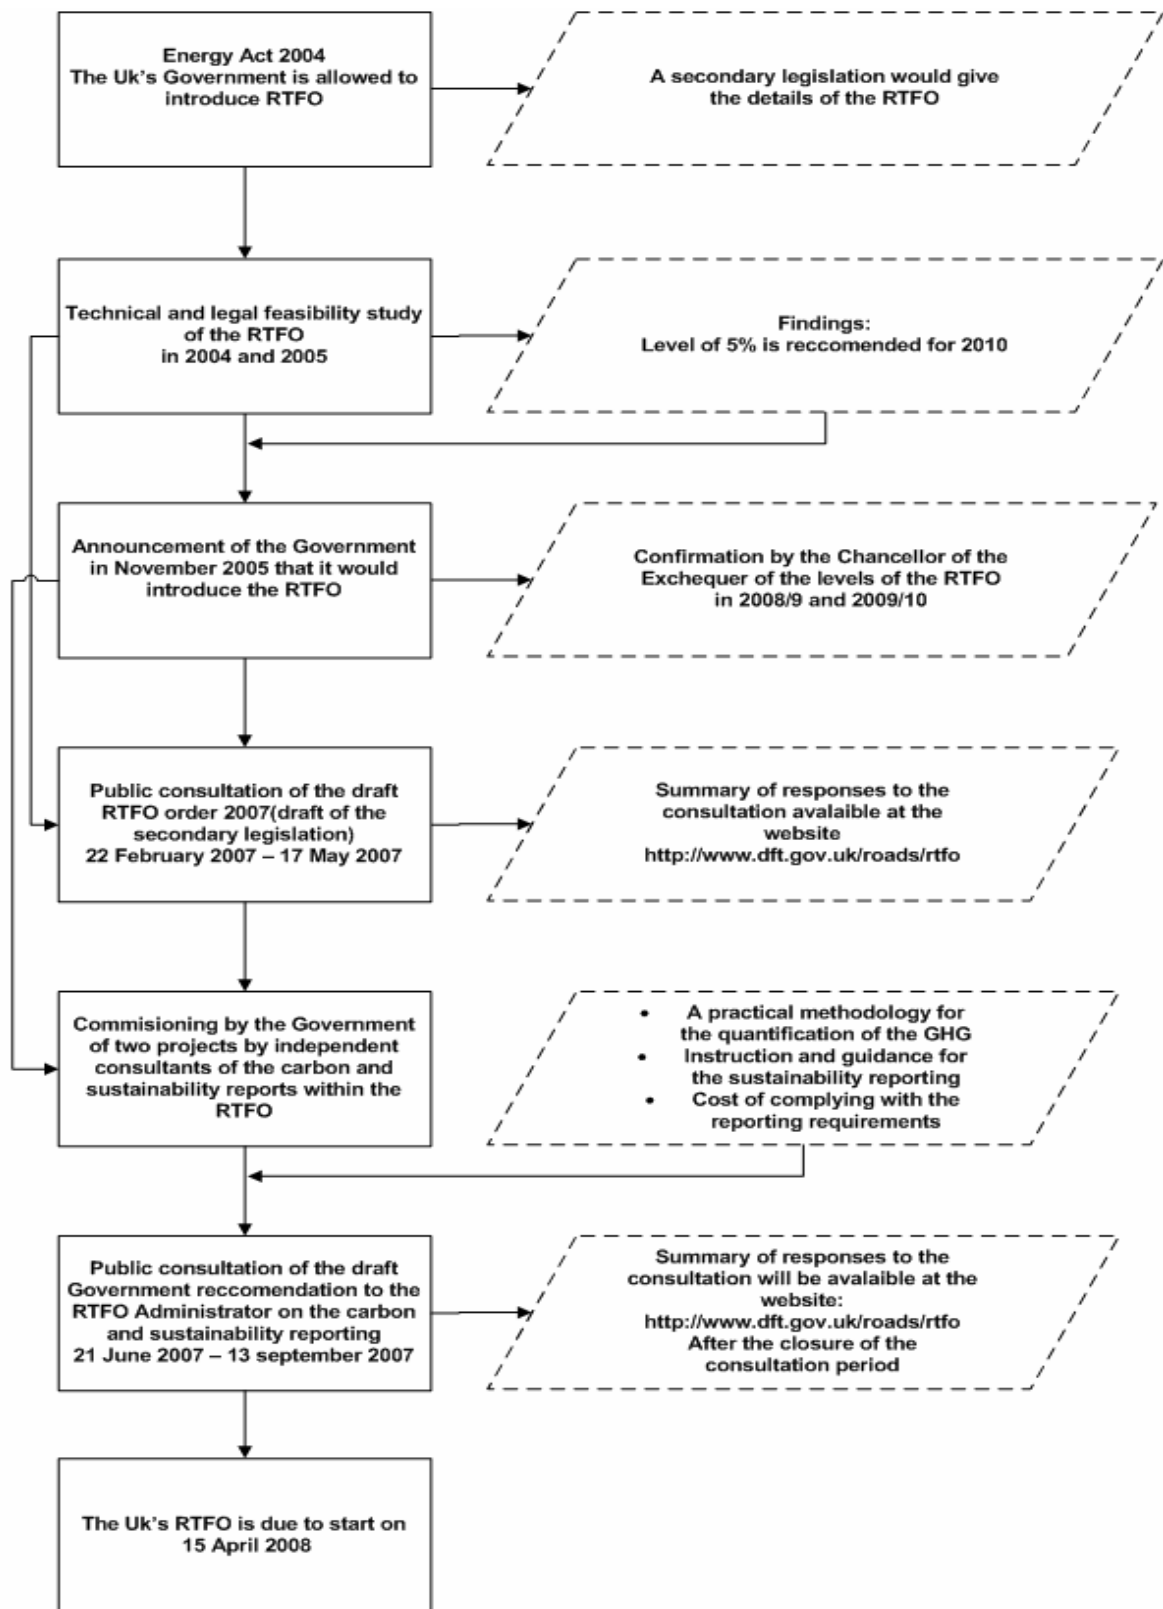 Energy Act 2004
The Uk's Government is allowed to
introduce RTFO
A secondary legislation would give
the details of the RTFO
Technical and legal feasibility study
of the RTFO
in 2004 and 2005
Findings:
Level of 5% is reccomended for 2010
Announcement of the Government
in November 2005 that it would
introduce the RTFO
Confirmation by the Chancellor of the
Exchequer of the levels of the RTFO
in 2008/9 and 2009/10
Public consultation of the draft
RTFO order 2007(draft of the
secondary legislation)
22 February 2007 – 17 May 2007
Summary of responses to the
consultation avalaible at the
website
http://www.dft.gov.uk/roads/rtfo
Commisioning by the Government
of two projects by independent
consultants of the carbon and
sustainability reports within the
RTFO
• A practical methodology for
the quantification of the GHG
• Instruction and guidance for
the sustainability reporting
• Cost of complying with the
reporting requirements
Public consultation of the draft
Government reccomendation to the
RTFO Administrator on the carbon
and sustainability reporting
21 June 2007 – 13 september 2007
Summary of responses to the
consultation will be avalaible at the
website:
http://www.dft.gov.uk/roads/rtfo
After the closure of the
consultation period
The Uk's RTFO is due to start on
15 April 2008